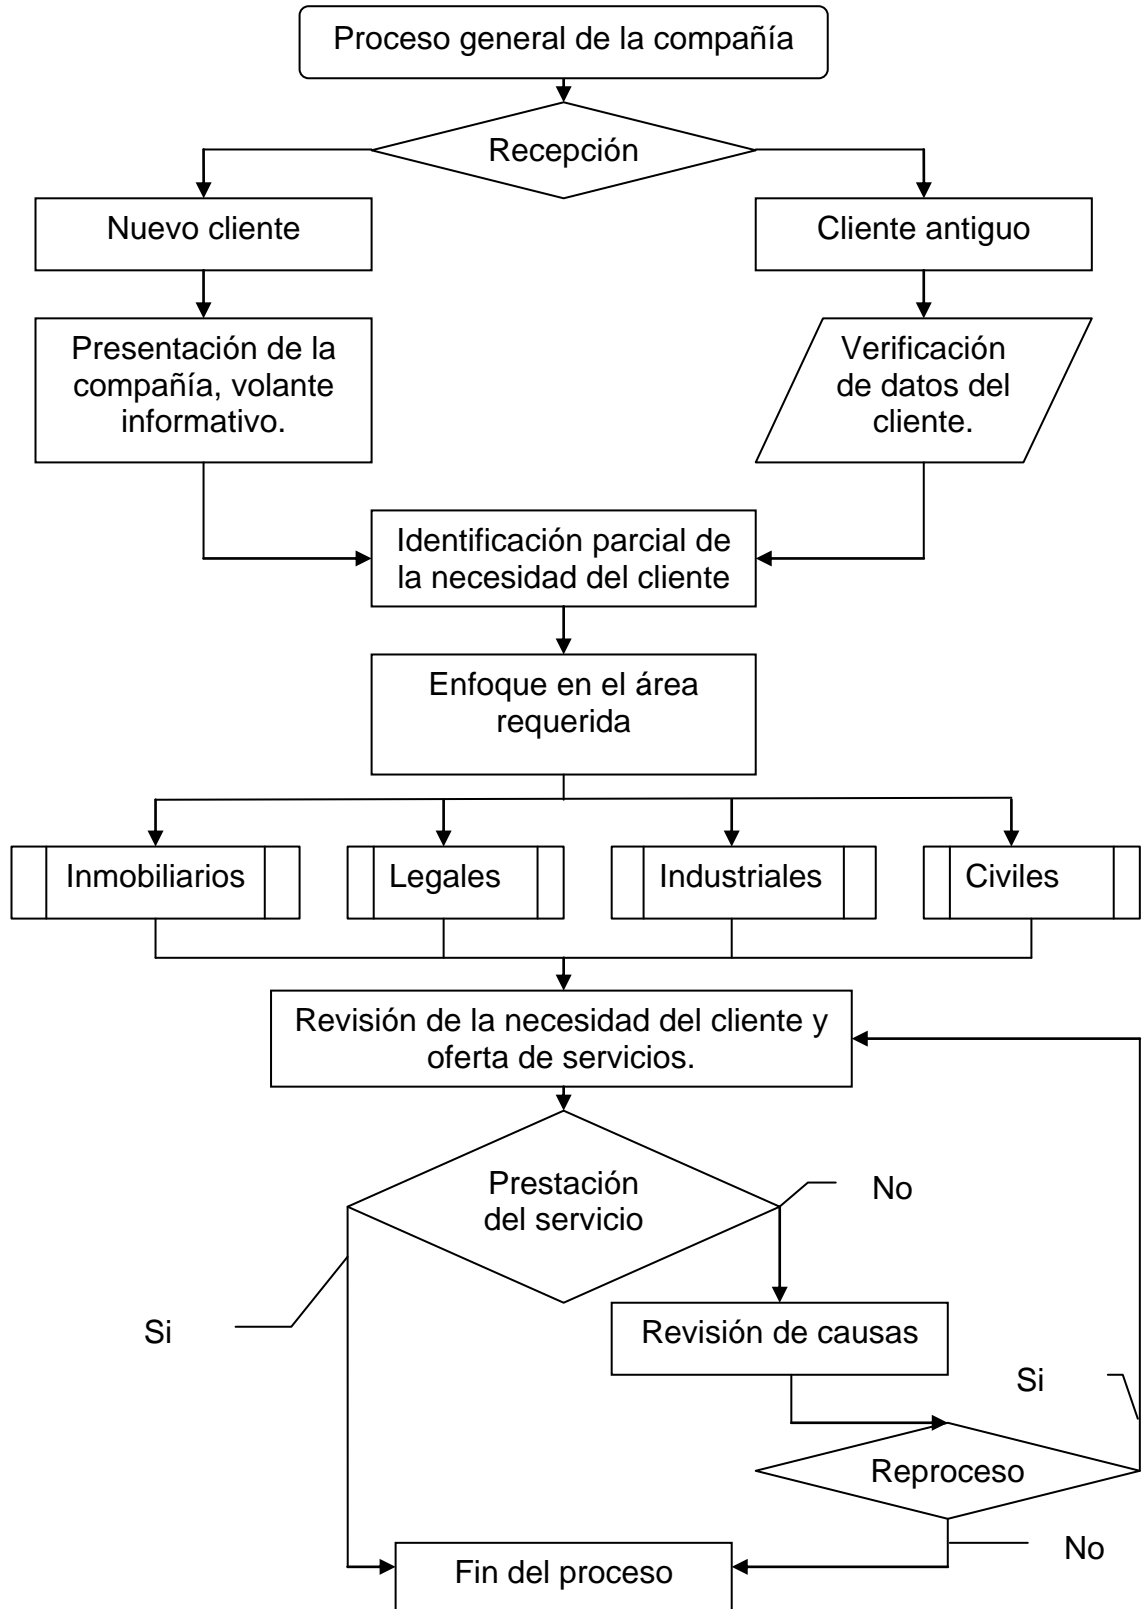 Proceso general de la compañía
Recepción
Nuevo cliente
Cliente antiguo
Presentación de la
compañía, volante
informativo.
Verificación
de datos del
cliente.
Identificación parcial de
la necesidad del cliente
Enfoque en el área
requerida
Inmobiliarios
Legales
Industriales
Civiles
Revisión de la necesidad del cliente y
oferta de servicios.
Prestación
del servicio
No
Si
Revisión de causas
Si
Reproceso
No
Fin del proceso